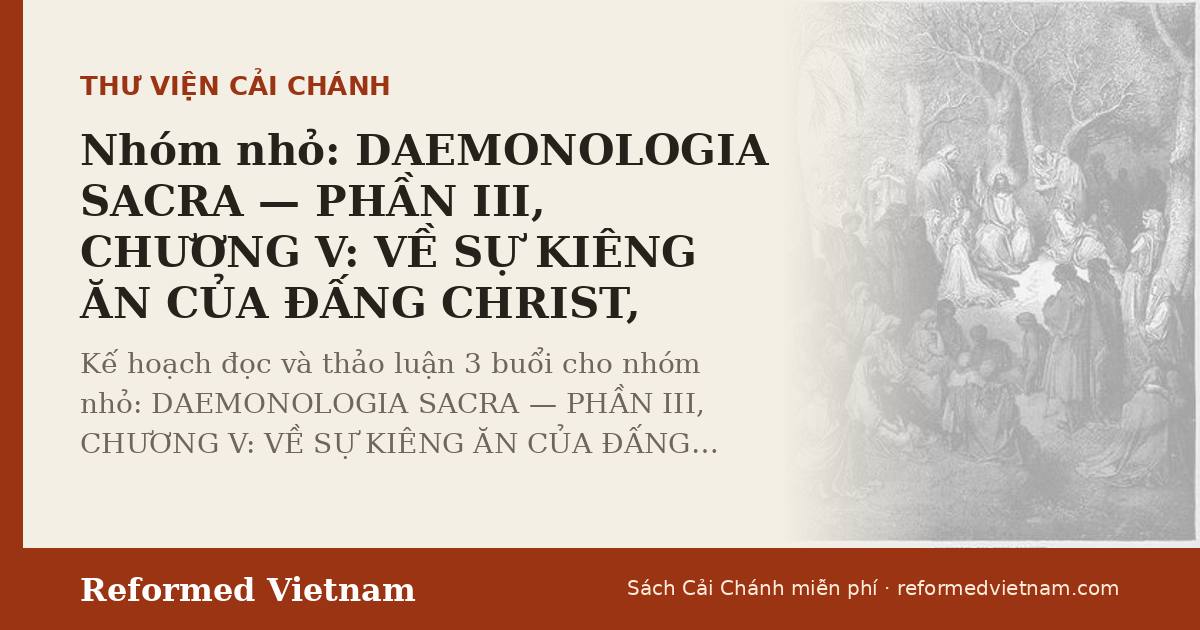 THƯ VIỆN CẢI CHÁNH
Nhóm nhỏ: DAEMONOLOGIA
SACRA — PHẦN III,
CHƯƠNG V: VỀ SỰ KIÊNG
ĂN CỦA ĐẤNG CHRIST,
Kế hoạch đọc và thảo luận 3 buổi cho nhóm
nhỏ: DAEMONOLOGIA SACRA — PHẦN III,
CHƯƠNG V: VỀ SỰ KIÊNG ĂN CỦA ĐẤNG...
Reformed Vietnam
Sách Cải Chánh miễn phí · reformedvietnam.com